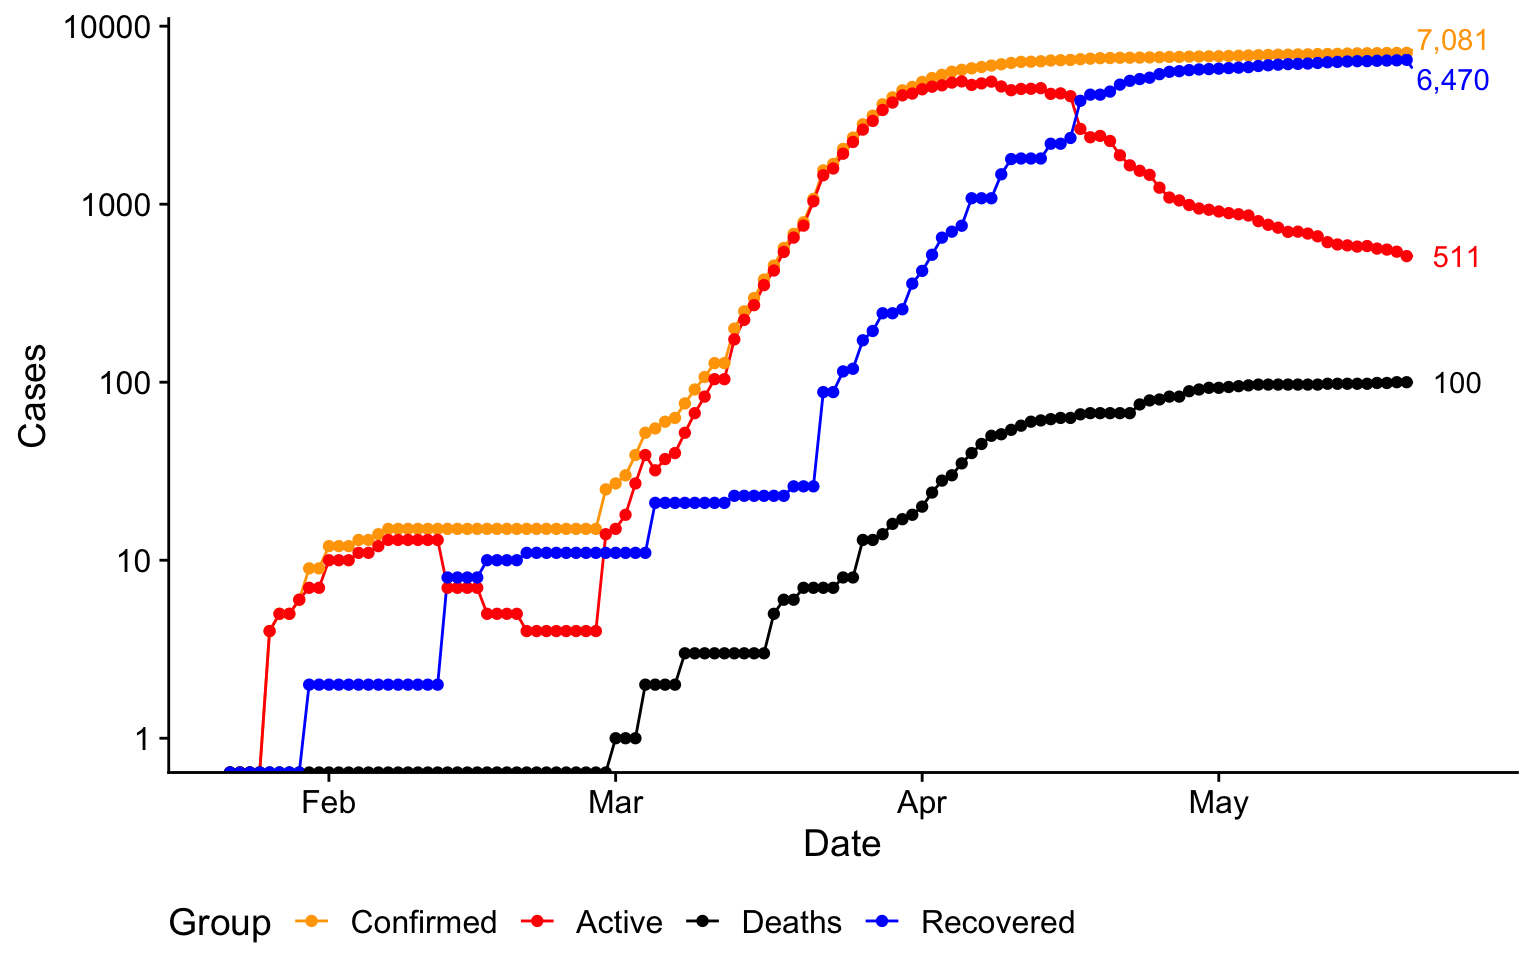 10000
1000
100
10
1
Cases
7,081
6,470
511
100
Feb Mar Apr May
Date
Group Confirmed Active Deaths Recovered